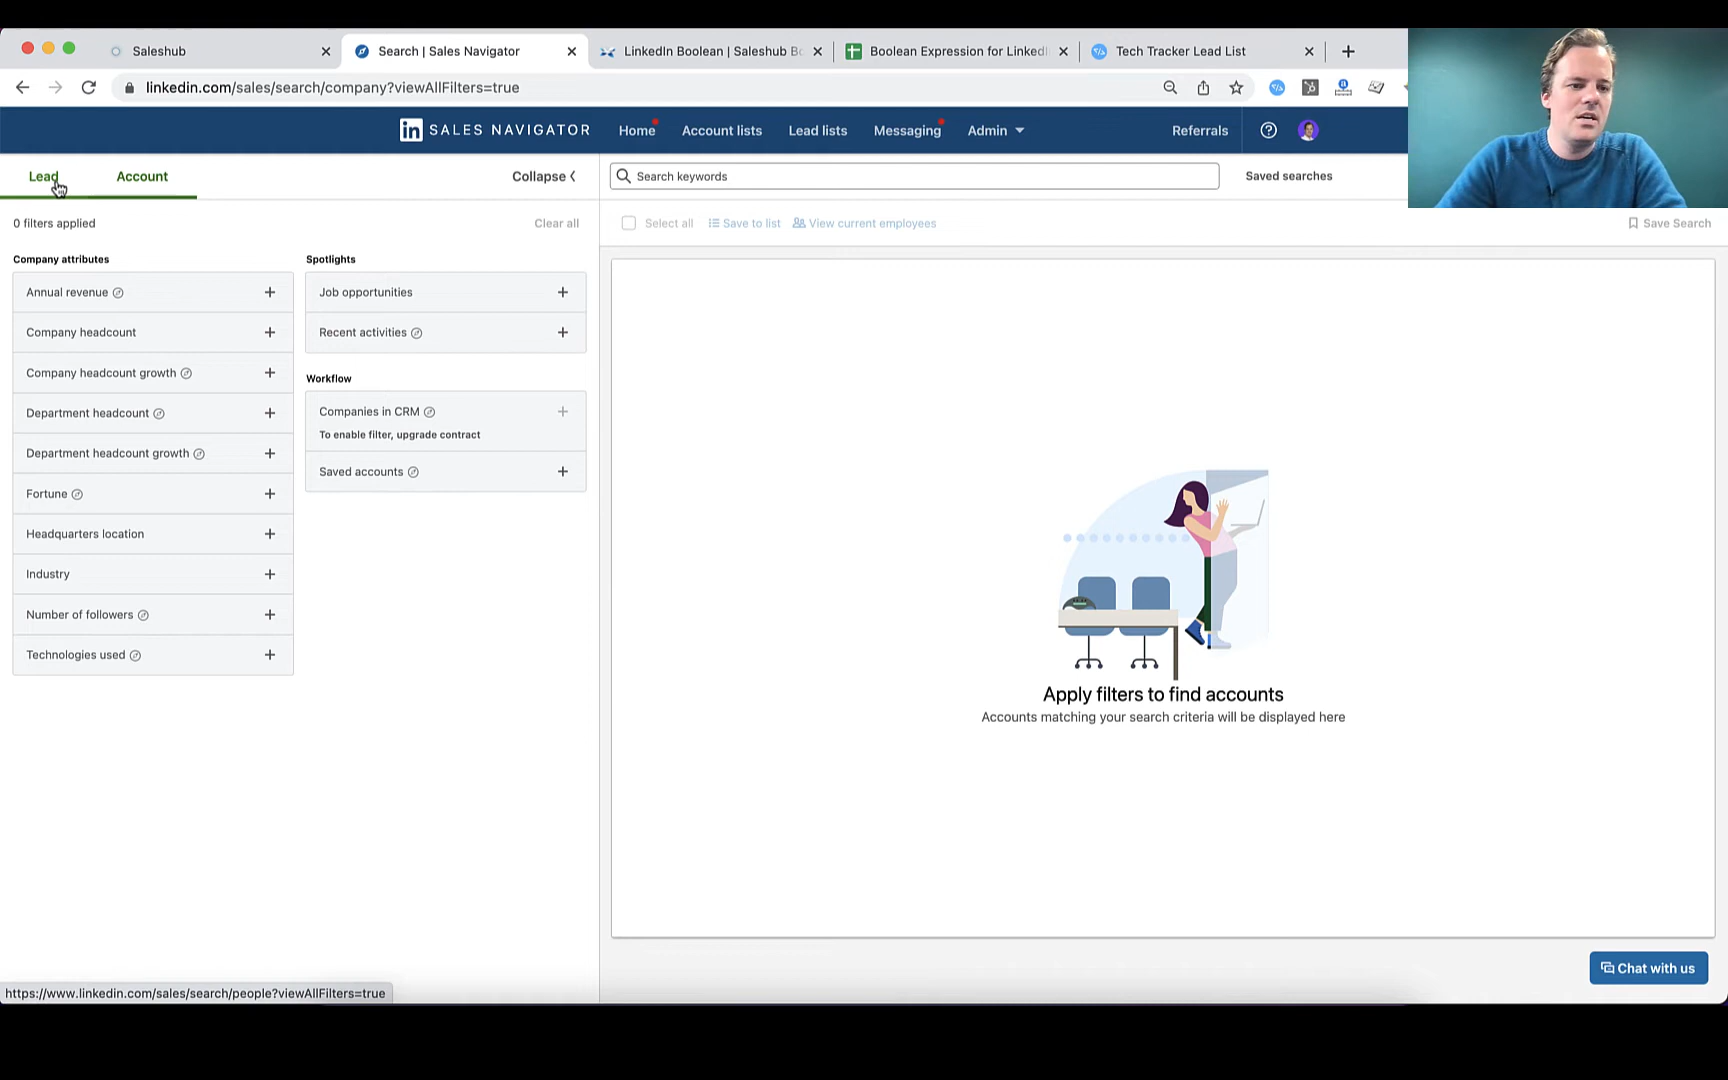 Saleshub
Search | Sales Navigator
LinkedIn Boolean | Saleshub Bo
Boolean Expression for LinkedI
Tech Tracker Lead List
linkedin.com/sales/search/company?viewAllFilters=true
in SALES NAVIGATOR
Home
Account lists
Lead lists
Messaging
Admin
Referrals
Lead
Account
Collapse
Search keywords
Saved searches
0 filters applied
Clear all
Select all
Save to list
View current employees
Save Search
Company attributes
Annual revenue
Company headcount
Company headcount growth
Department headcount
Department headcount growth
Fortune
Headquarters location
Industry
Number of followers
Technologies used
Spotlights
Job opportunities
Recent activities
Workflow
Companies in CRM
To enable filter, upgrade contract
Saved accounts
Apply filters to find accounts
Accounts matching your search criteria will be displayed here
Chat with us
https://www.linkedin.com/sales/search/people?viewAllFilters=true